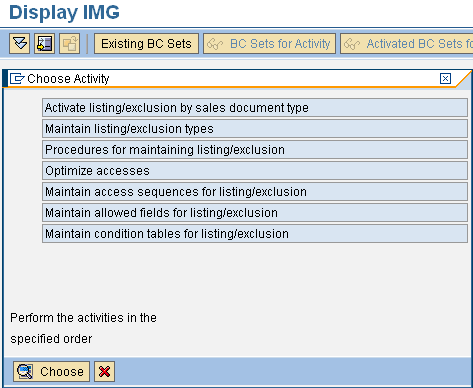 Display IMG
Existing BC Sets BC Sets for Activity Activated BC Sets fo
Choose Activity
Activate listing/exclusion by sales document type
Maintain listing/exclusion types
Procedures for maintaining listing/exclusion
Optimize accesses
Maintain access sequences for listing/exclusion
Maintain allowed fields for listing/exclusion
Maintain condition tables for listing/exclusion
Perform the activities in the
specified order
Choose